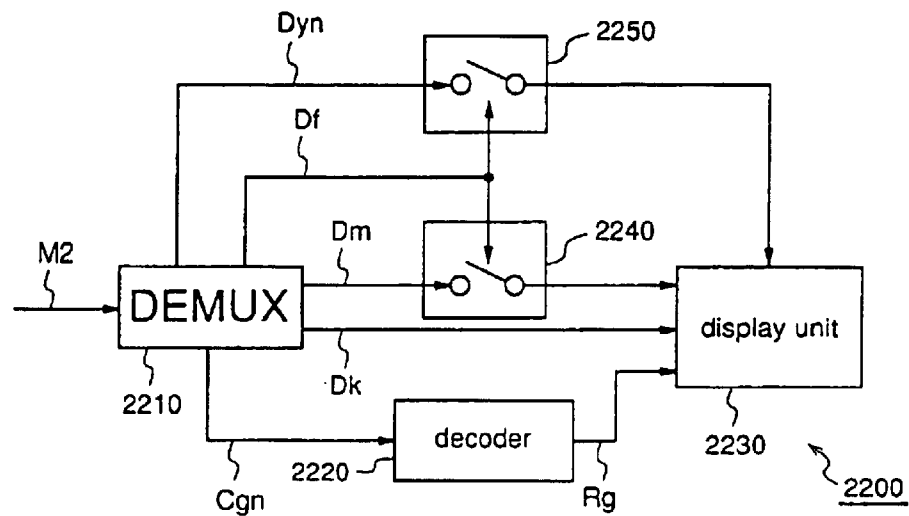 Dyn
2250
Df
Dm
2240
M2
DEMUX
display unit
2210
Dk
2230
decoder
2220
Cgn
Rg
2200